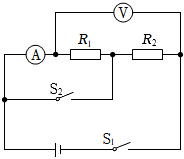 V
A R₁ R₂
S₂
S₁